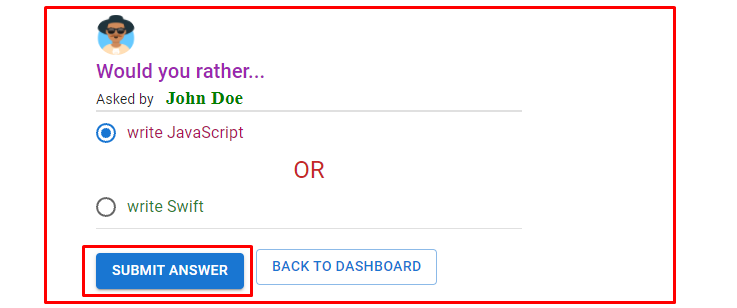 Would you rather...
Asked by John Doe
write JavaScript
OR
write Swift
SUBMIT ANSWER BACK TO DASHBOARD